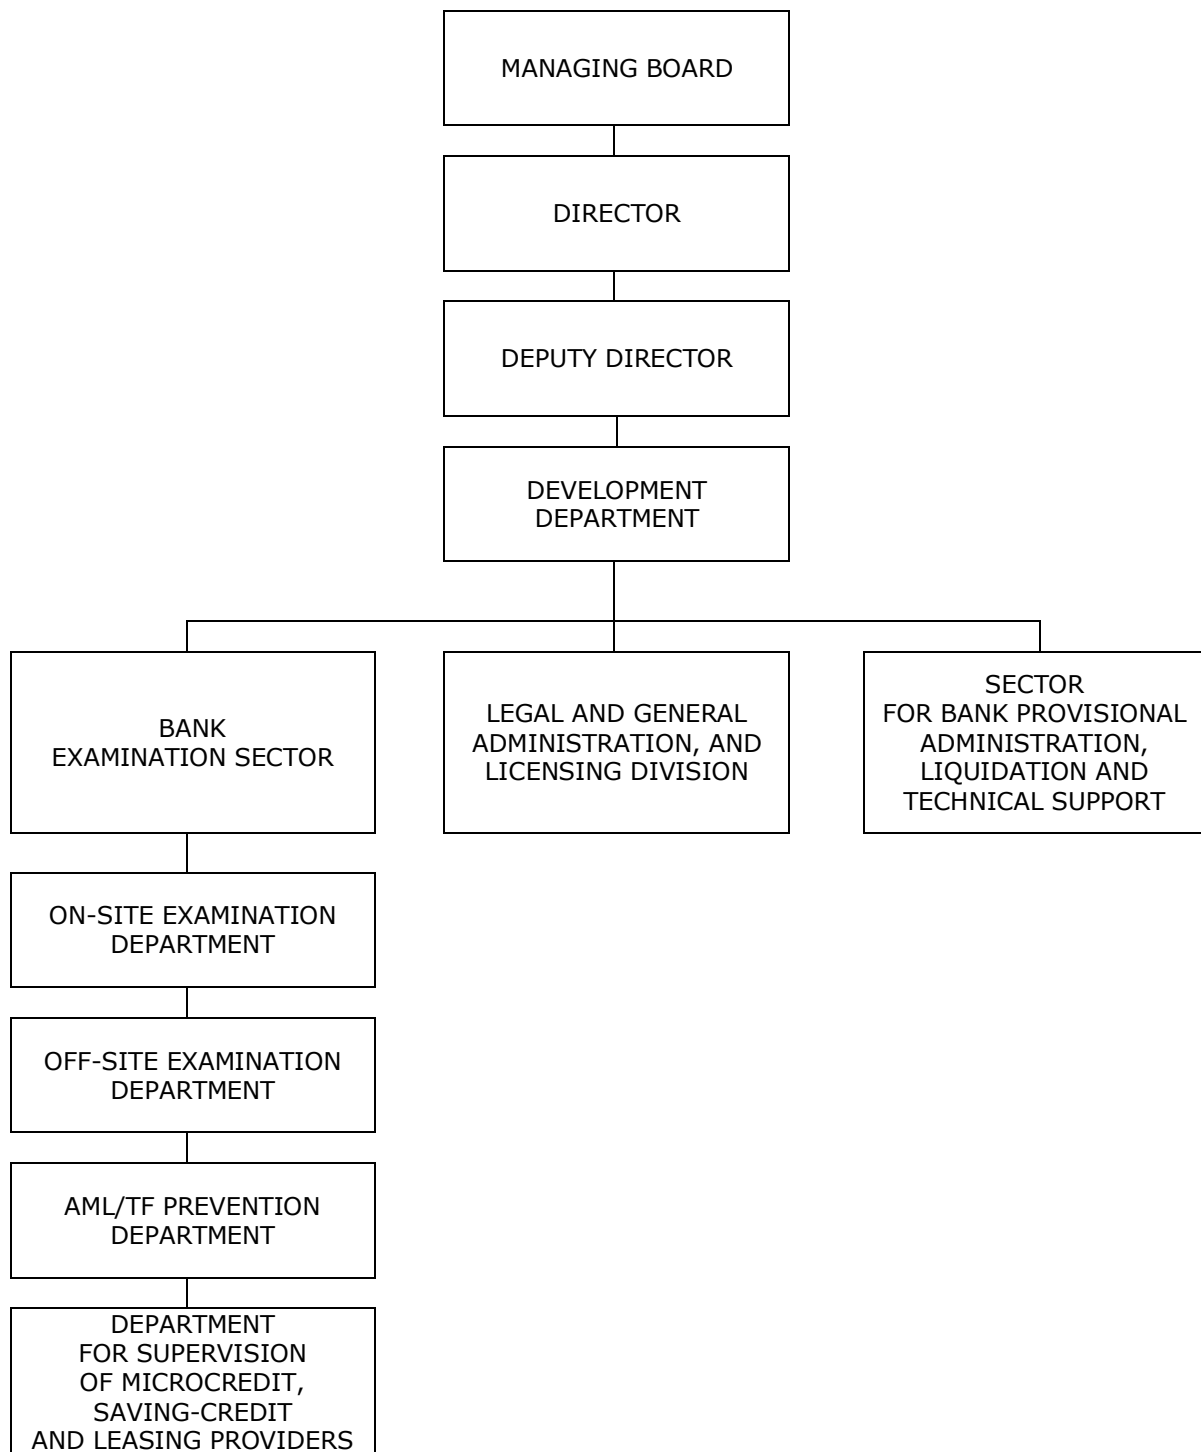 MANAGING BOARD
DIRECTOR
DEPUTY DIRECTOR
DEVELOPMENT
DEPARTMENT
BANK
EXAMINATION SECTOR
LEGAL AND GENERAL
ADMINISTRATION, AND
LICENSING DIVISION
SECTOR
FOR BANK PROVISIONAL
ADMINISTRATION,
LIQUIDATION AND
TECHNICAL SUPPORT
ON-SITE EXAMINATION
DEPARTMENT
OFF-SITE EXAMINATION
DEPARTMENT
AML/TF PREVENTION
DEPARTMENT
DEPARTMENT
FOR SUPERVISION
OF MICROCREDIT,
SAVING-CREDIT
AND LEASING PROVIDERS